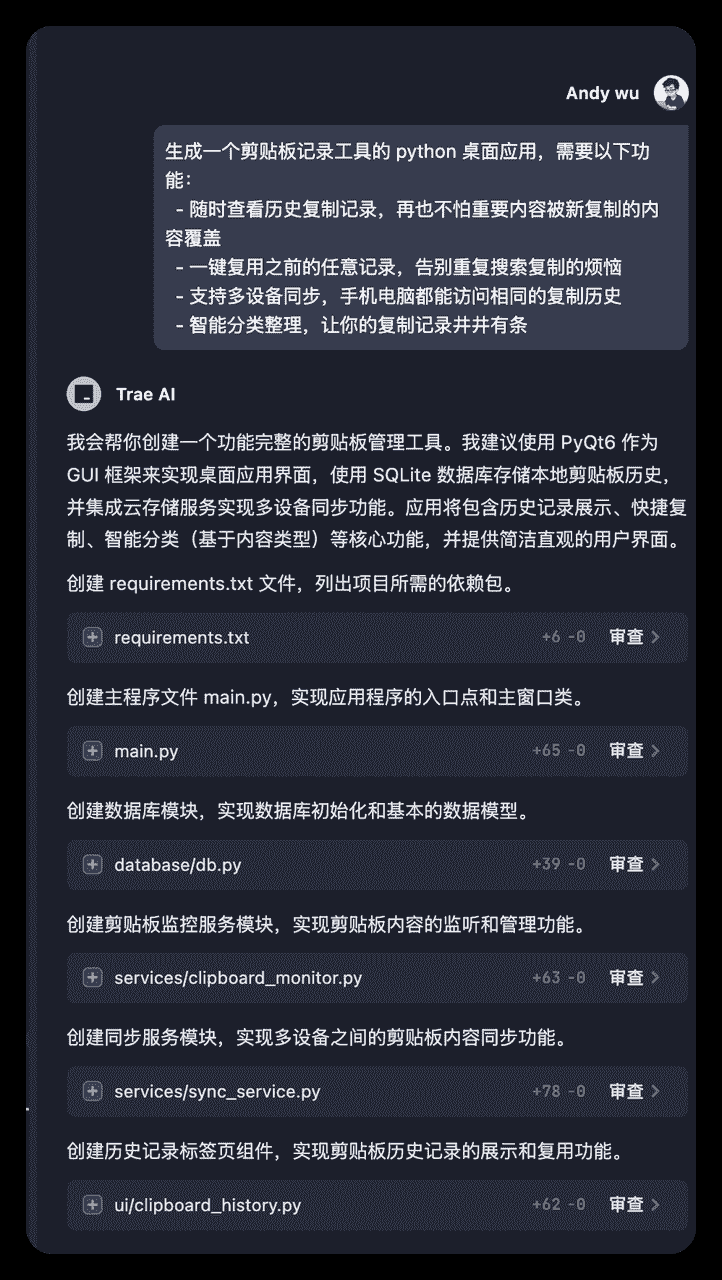 Andy wu
生成一个剪贴板记录工具的 python 桌面应用，需要以下功
能：
- 随时查看历史复制记录，再也不怕重要内容被新复制的内
容覆盖
- 一键复用之前的任意记录，告别重复搜索复制的烦恼
- 支持多设备同步，手机电脑都能访问相同的复制历史
- 智能分类整理，让你的复制记录井井有条
Trae AI
我会帮你创建一个功能完整的剪贴板管理工具。我建议使用 PyQt6 作为
GUI 框架来实现桌面应用界面，使用 SQLite 数据库存储本地剪贴板历史，
并集成云存储服务实现多设备同步功能。应用将包含历史记录展示、快捷复
制、智能分类（基于内容类型）等核心功能，并提供简洁直观的用户界面。
创建 requirements.txt 文件，列出项目所需的依赖包。
requirements.txt +6 -0 审查
创建主程序文件 main.py，实现应用程序的入口点和主窗口类。
main.py +65 -0 审查
创建数据库模块，实现数据库初始化和基本的数据模型。
database/db.py +39 -0 审查
创建剪贴板监控服务模块，实现剪贴板内容的监听和管理功能。
services/clipboard_monitor.py +63 -0 审查
创建同步服务模块，实现多设备之间的剪贴板内容同步功能。
services/sync_service.py +78 -0 审查
创建历史记录标签页组件，实现剪贴板历史记录的展示和复用功能。
ui/clipboard_history.py +62 -0 审查